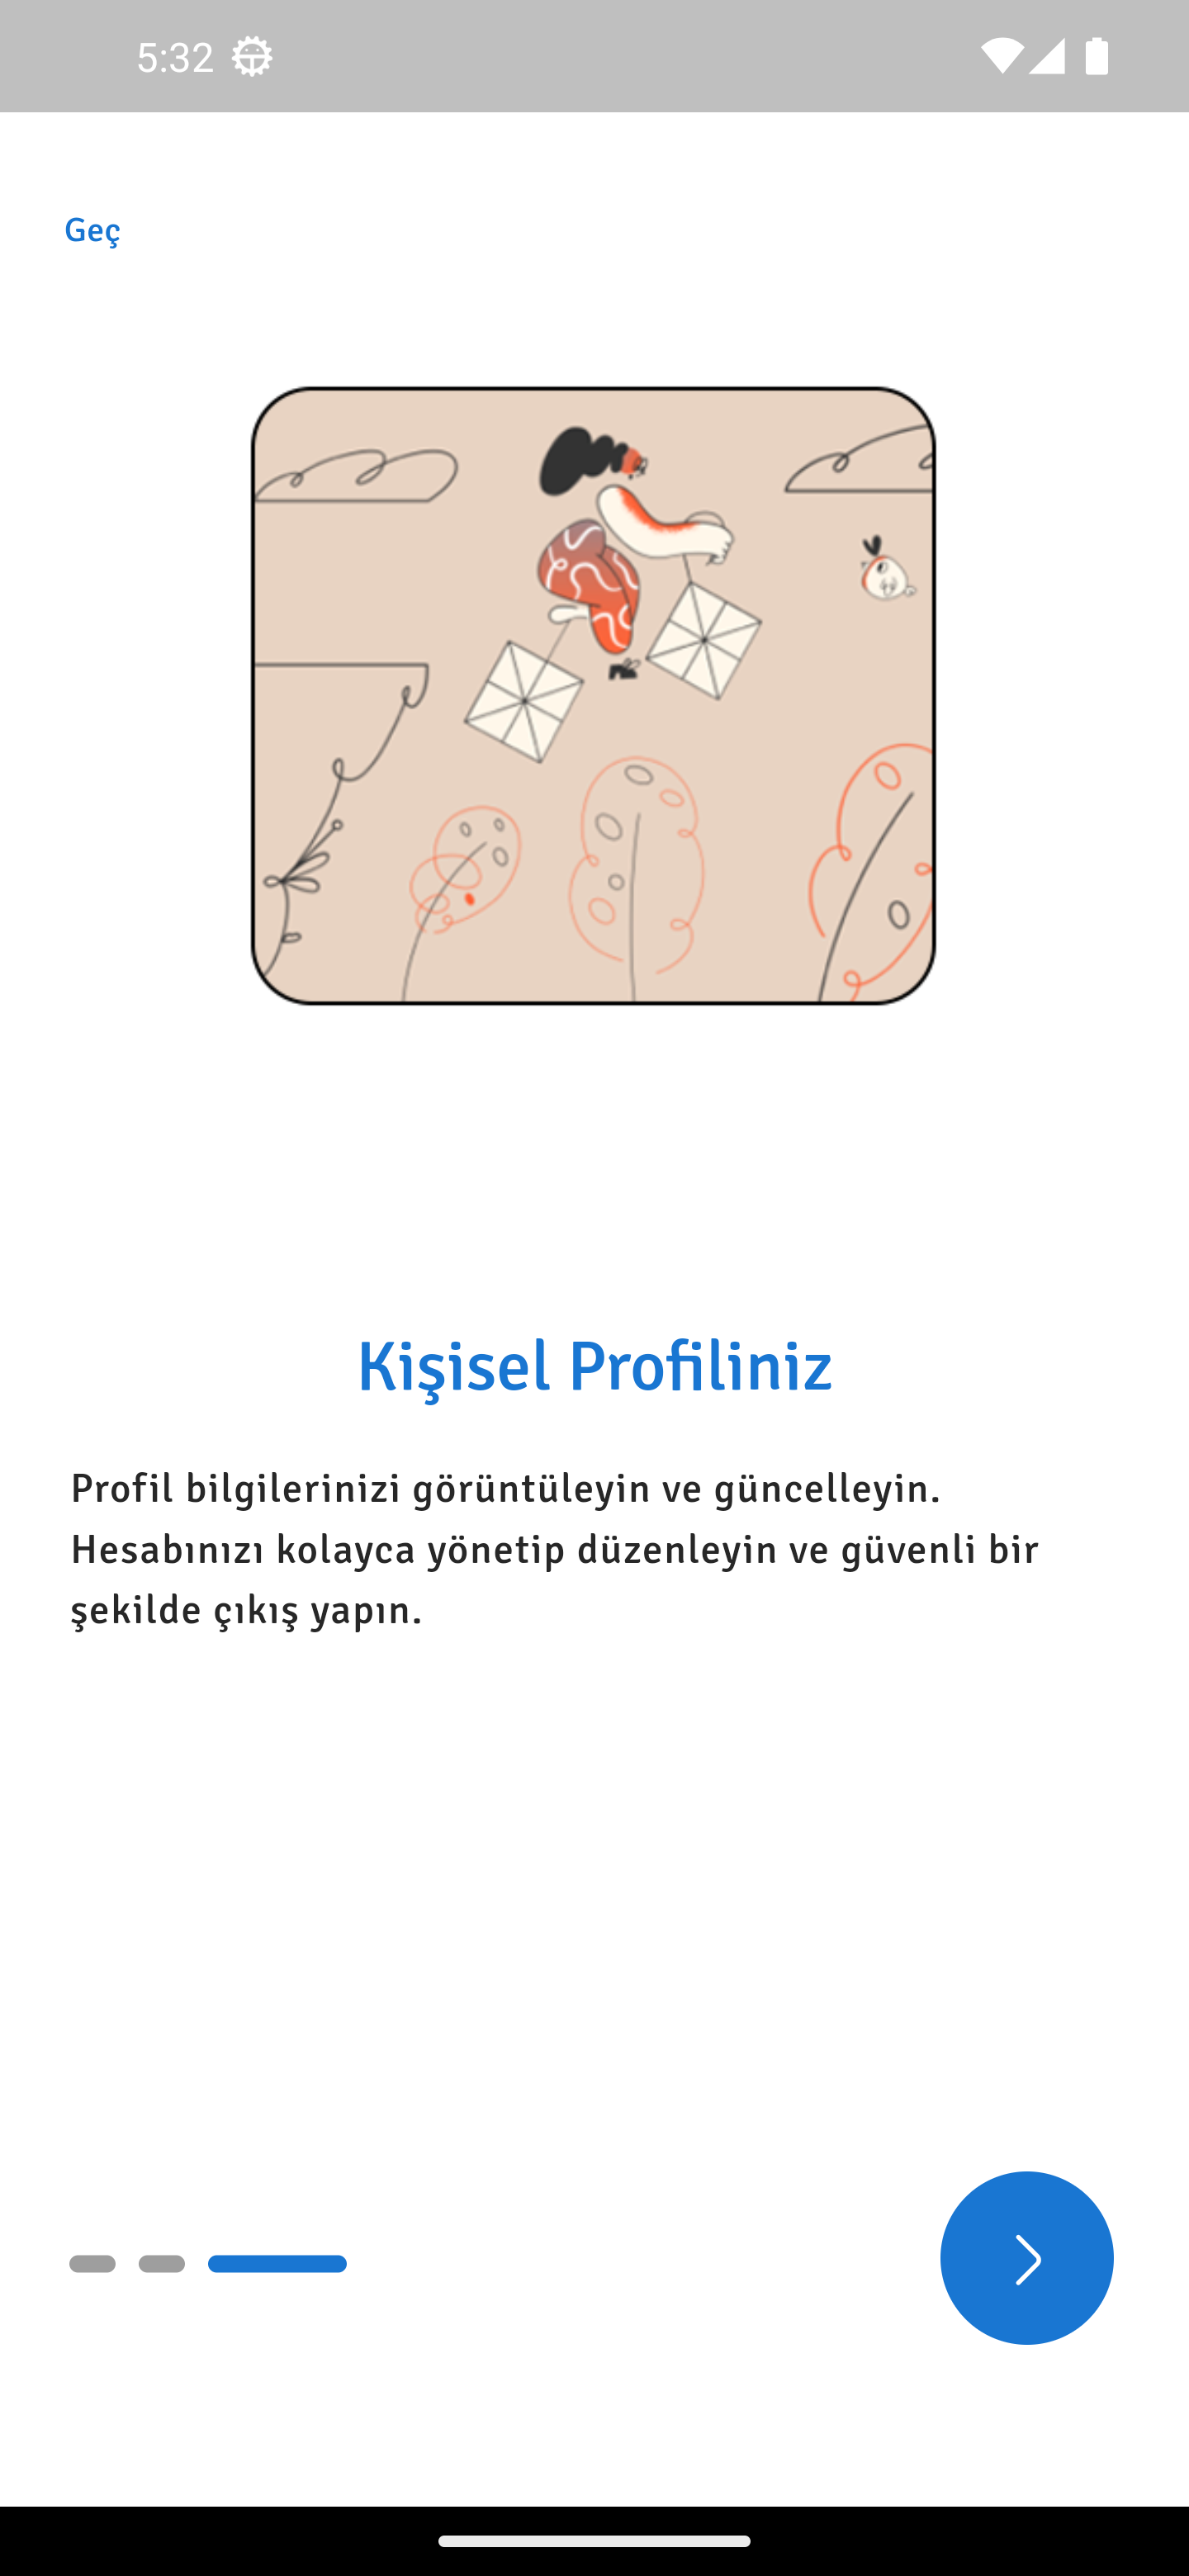 5:32
Geç
Kişisel Profiliniz
Profil bilgilerinizi görüntüleyin ve güncelleyin.
Hesabınızı kolayca yönetip düzenleyin ve güvenli bir
şekilde çıkış yapın.